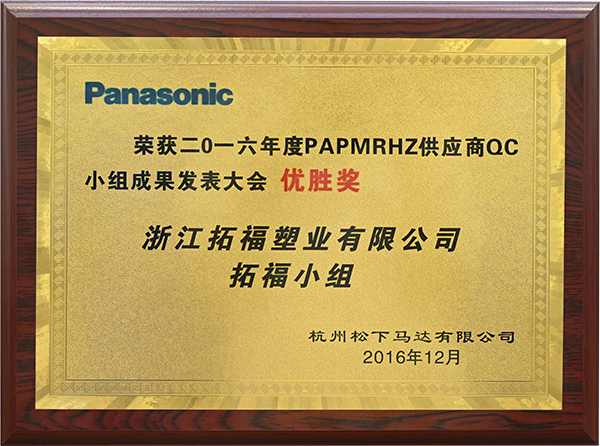 Panasonic
荣获二0一六年度PAPMRHZ供应商QC
小组成果发表大会 优胜奖
浙江拓福塑业有限公司
拓福小组
杭州松下马达有限公司
2016年12月